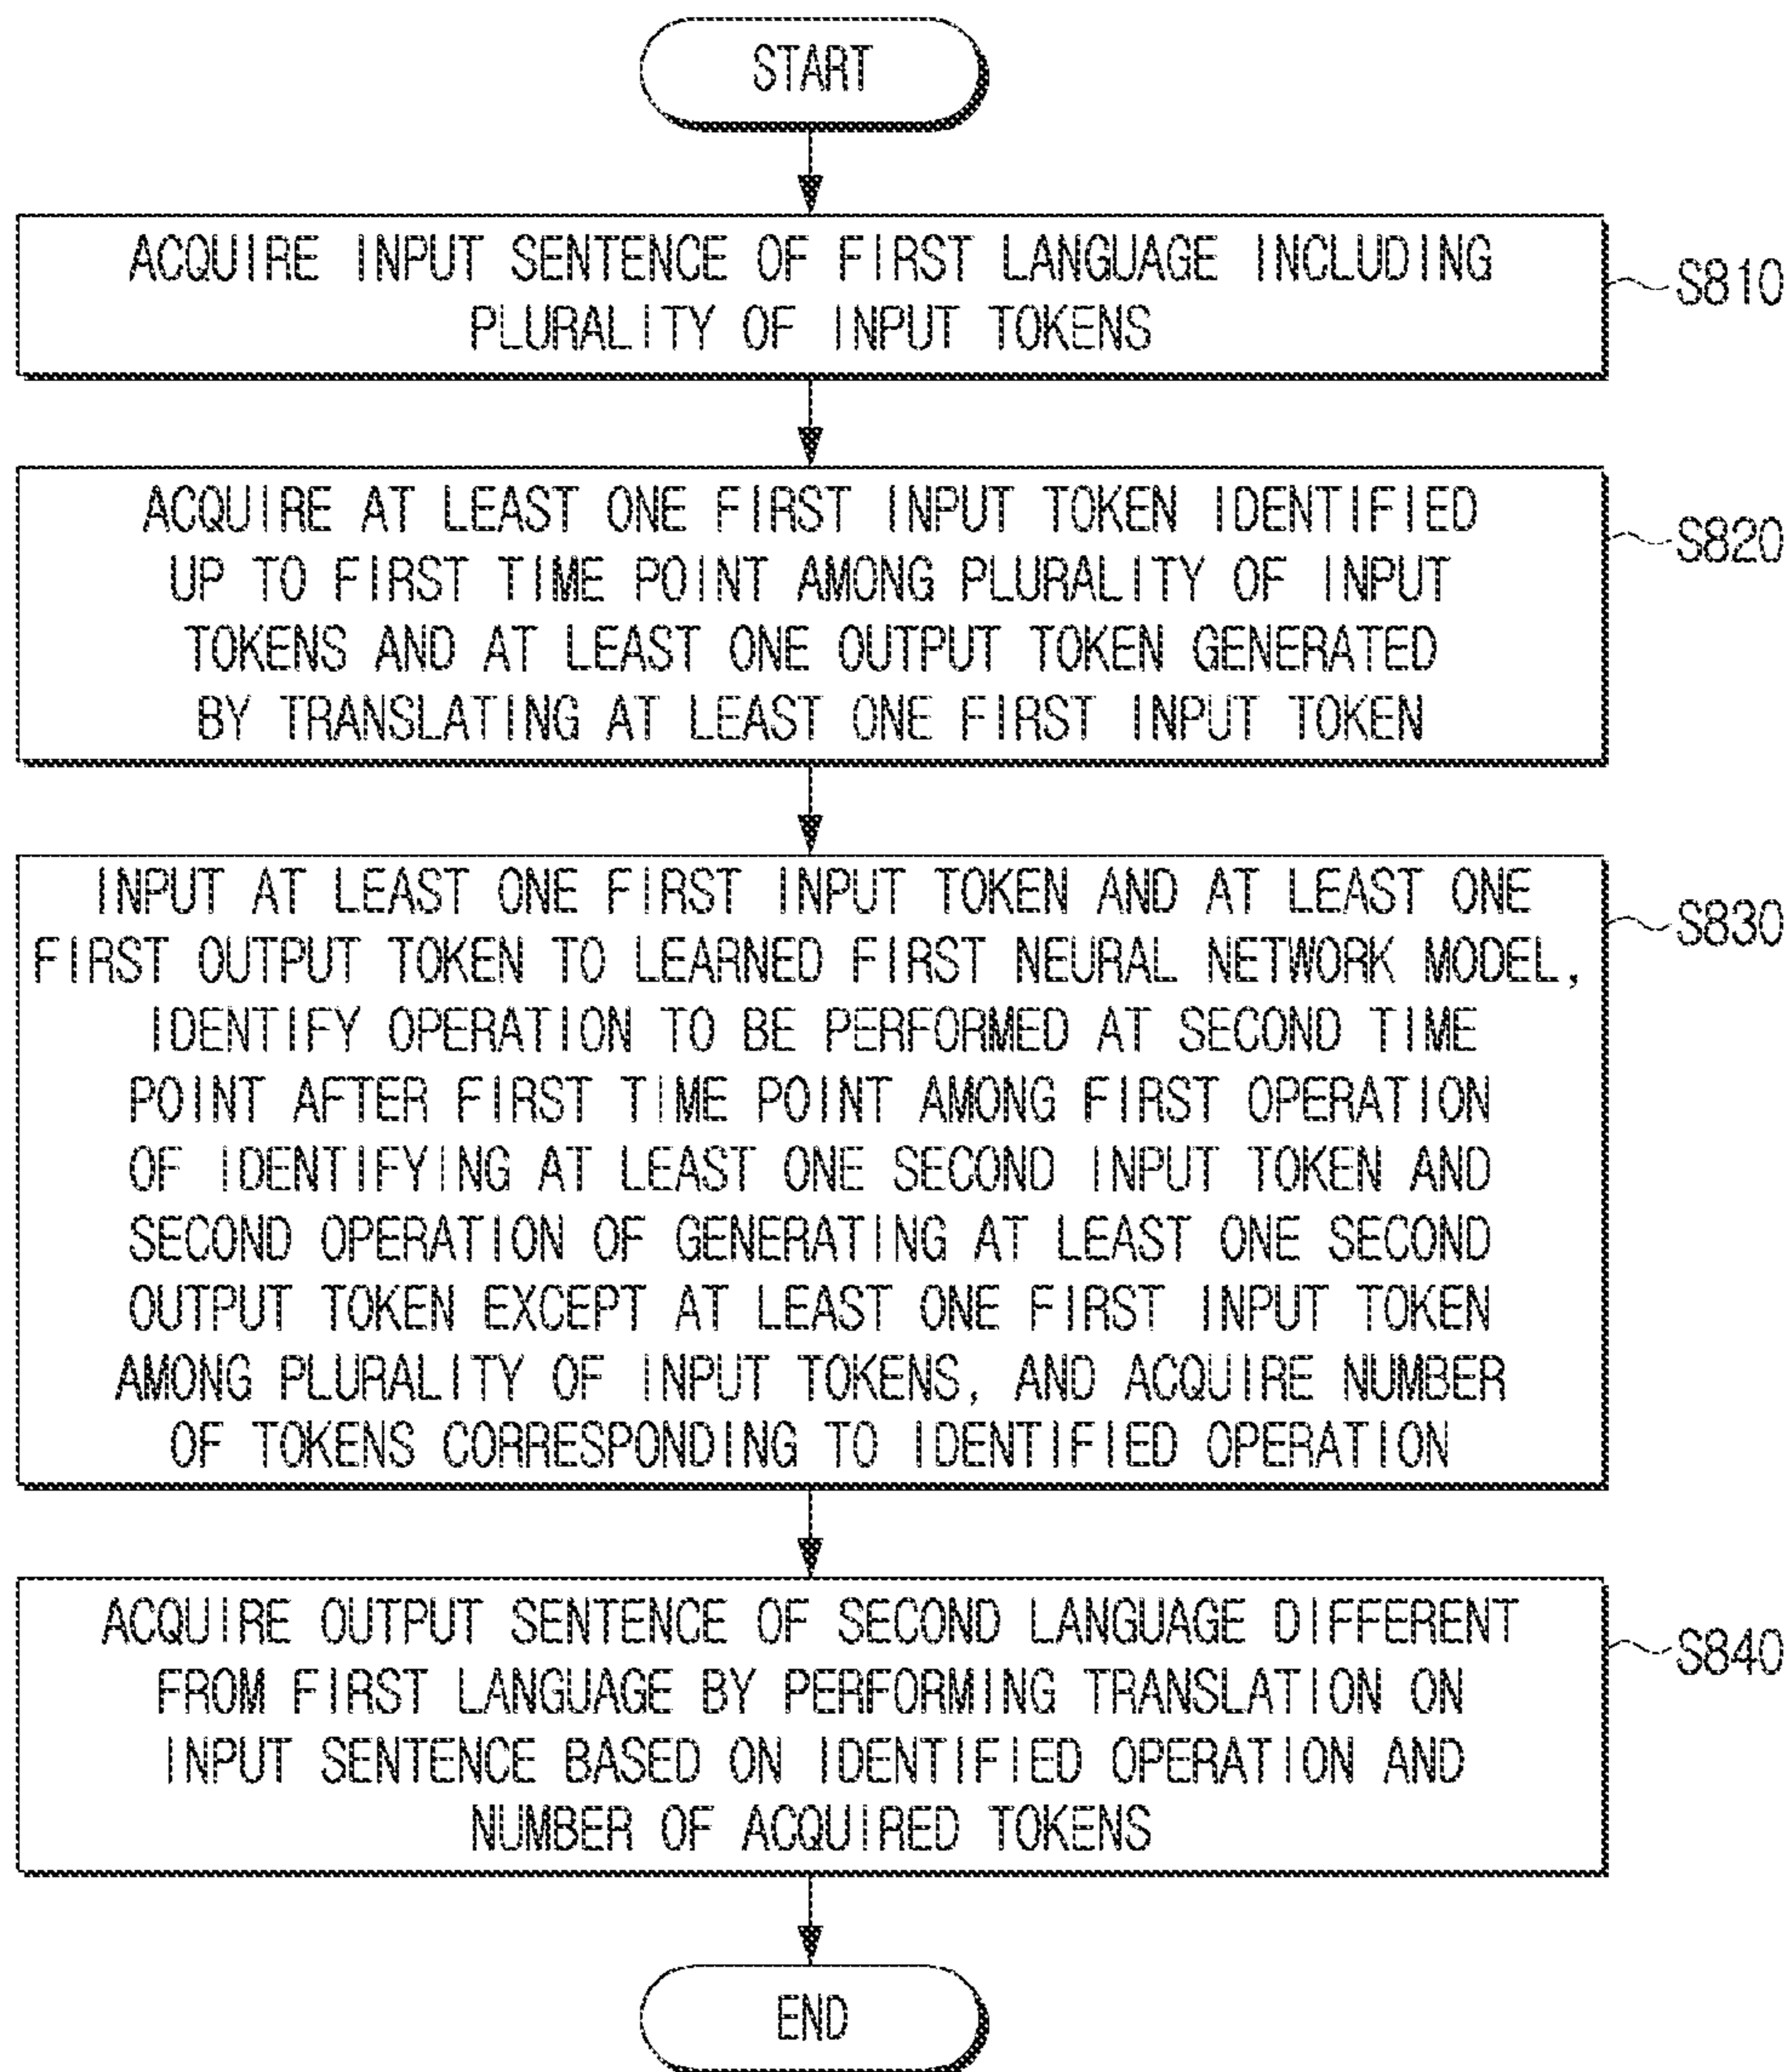 START
ACQUIRE INPUT SENTENCE OF FIRST LANGUAGE INCLUDING
PLURALITY OF INPUT TOKENS
S810
ACQUIRE AT LEAST ONE FIRST INPUT TOKEN IDENTIFIED
UP TO FIRST TIME POINT AMONG PLURALITY OF INPUT
TOKENS AND AT LEAST ONE OUTPUT TOKEN GENERATED
BY TRANSLATING AT LEAST ONE FIRST INPUT TOKEN
S820
INPUT AT LEAST ONE FIRST INPUT TOKEN AND AT LEAST ONE
FIRST OUTPUT TOKEN TO LEARNED FIRST NEURAL NETWORK MODEL,
IDENTIFY OPERATION TO BE PERFORMED AT SECOND TIME
POINT AFTER FIRST TIME POINT AMONG FIRST OPERATION
OF IDENTIFYING AT LEAST ONE SECOND INPUT TOKEN AND
SECOND OPERATION OF GENERATING AT LEAST ONE SECOND
OUTPUT TOKEN EXCEPT AT LEAST ONE FIRST INPUT TOKEN
AMONG PLURALITY OF INPUT TOKENS, AND ACQUIRE NUMBER
OF TOKENS CORRESPONDING TO IDENTIFIED OPERATION
S830
ACQUIRE OUTPUT SENTENCE OF SECOND LANGUAGE DIFFERENT
FROM FIRST LANGUAGE BY PERFORMING TRANSLATION ON
INPUT SENTENCE BASED ON IDENTIFIED OPERATION AND
NUMBER OF ACQUIRED TOKENS
S840
END